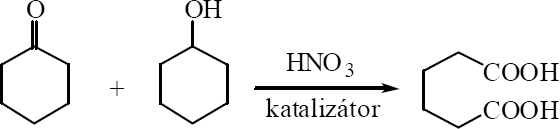 O
OH
+
HNO3
katalizátor
COOH
COOH